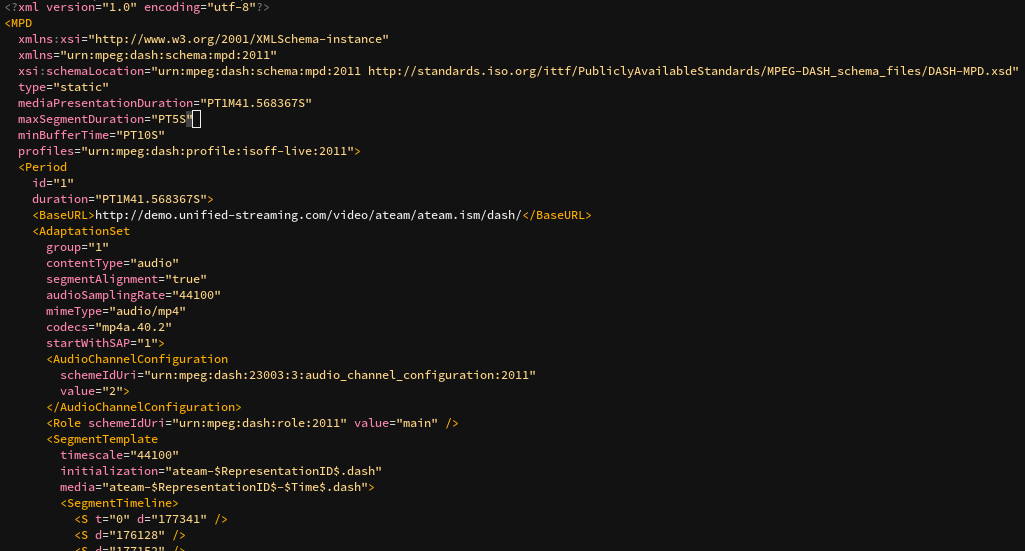 <?xml version="1.0" encoding="utf-8"?>
<MPD
xmlns:xsi="http://www.w3.org/2001/XMLSchema-instance"
xmlns="urn:mpeg:dash:schema:mpd:2011"
xsi:schemaLocation="urn:mpeg:dash:schema:mpd:2011 http://standards.iso.org/ittf/PubliclyAvailableStandards/MPEG-DASH_schema_files/DASH-MPD.xsd"
type="static"
mediaPresentationDuration="PT1M41.568367S"
maxSegmentDuration="PT5S"
minBufferTime="PT10S"
profiles="urn:mpeg:dash:profile:isoff-live:2011">
<Period
id="1"
duration="PT1M41.568367S">
<BaseURL>http://demo.unified-streaming.com/video/ateam/ateam.ism/dash/</BaseURL>
<AdaptationSet
group="1"
contentType="audio"
segmentAlignment="true"
audioSamplingRate="44100"
mimeType="audio/mp4"
codecs="mp4a.40.2"
startWithSAP="1">
<AudioChannelConfiguration
schemeIdUri="urn:mpeg:dash:23003:3:audio_channel_configuration:2011"
value="2">
</AudioChannelConfiguration>
<Role schemeIdUri="urn:mpeg:dash:role:2011" value="main" />
<SegmentTemplate
timescale="44100"
initialization="ateam-$RepresentationID$.dash"
media="ateam-$RepresentationID$-$Time$.dash">
<SegmentTimeline>
<S t="0" d="177341" />
<S d="176128" />
<S d="177152" />